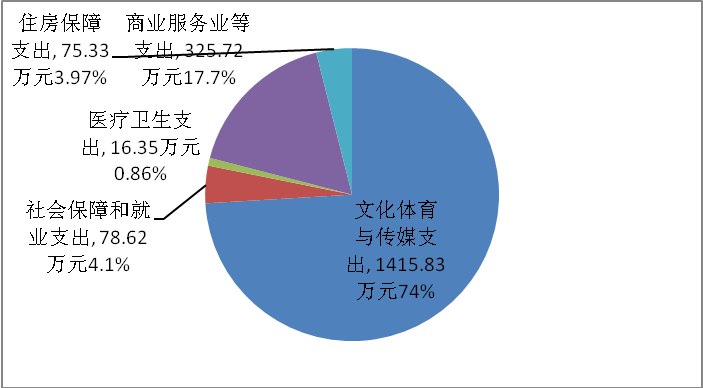 住房保障
支出, 75.33
万元3.97%
商业服务业等
支出, 325.72
万元17.7%
医疗卫生支
出, 16.35万元
0.86%
社会保障和就
业支出, 78.62
万元4.1%
文化体育
与传媒支
出, 1415.83
万元74%